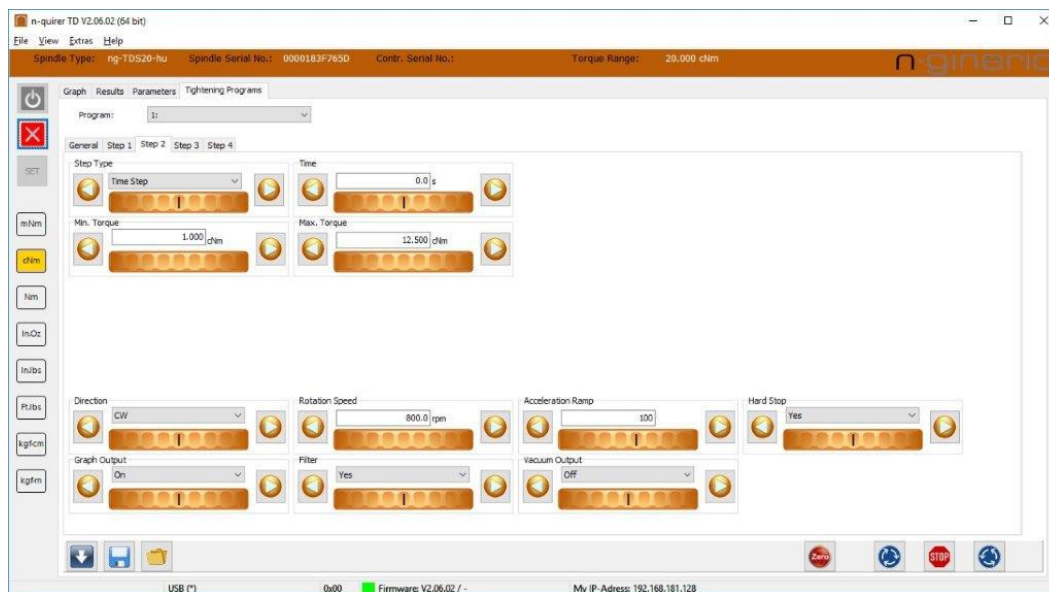 n-quirer TD V2.06.02 (64 bit)
File View Extras Help
Spindle Type: ng-TDS20-hu Spindle Serial No.: 0000183F765D Contr. Serial No.: Torque Range: 20.000 cNm n-gineric
Graph Results Parameters Tightening Programs
Program: 1:
General Step 1 Step 2 Step 3 Step 4
SET
Step Type Time
Time Step 0.0 s
Min. Torque Max. Torque
1.000 cNm 12.500 cNm
mNm
cNm
Nm
In.Oz
In.lbs
Ft.lbs
kgfcm
kgfm
Direction Rotation Speed Acceleration Ramp Hard Stop
CW 800.0 rpm 100 Yes
Graph Output Filter Vacuum Output
On Yes Off
Zero STOP
USB (*) 0x00 Firmware: V2.06.02 / - My IP-Adress: 192.168.181.128